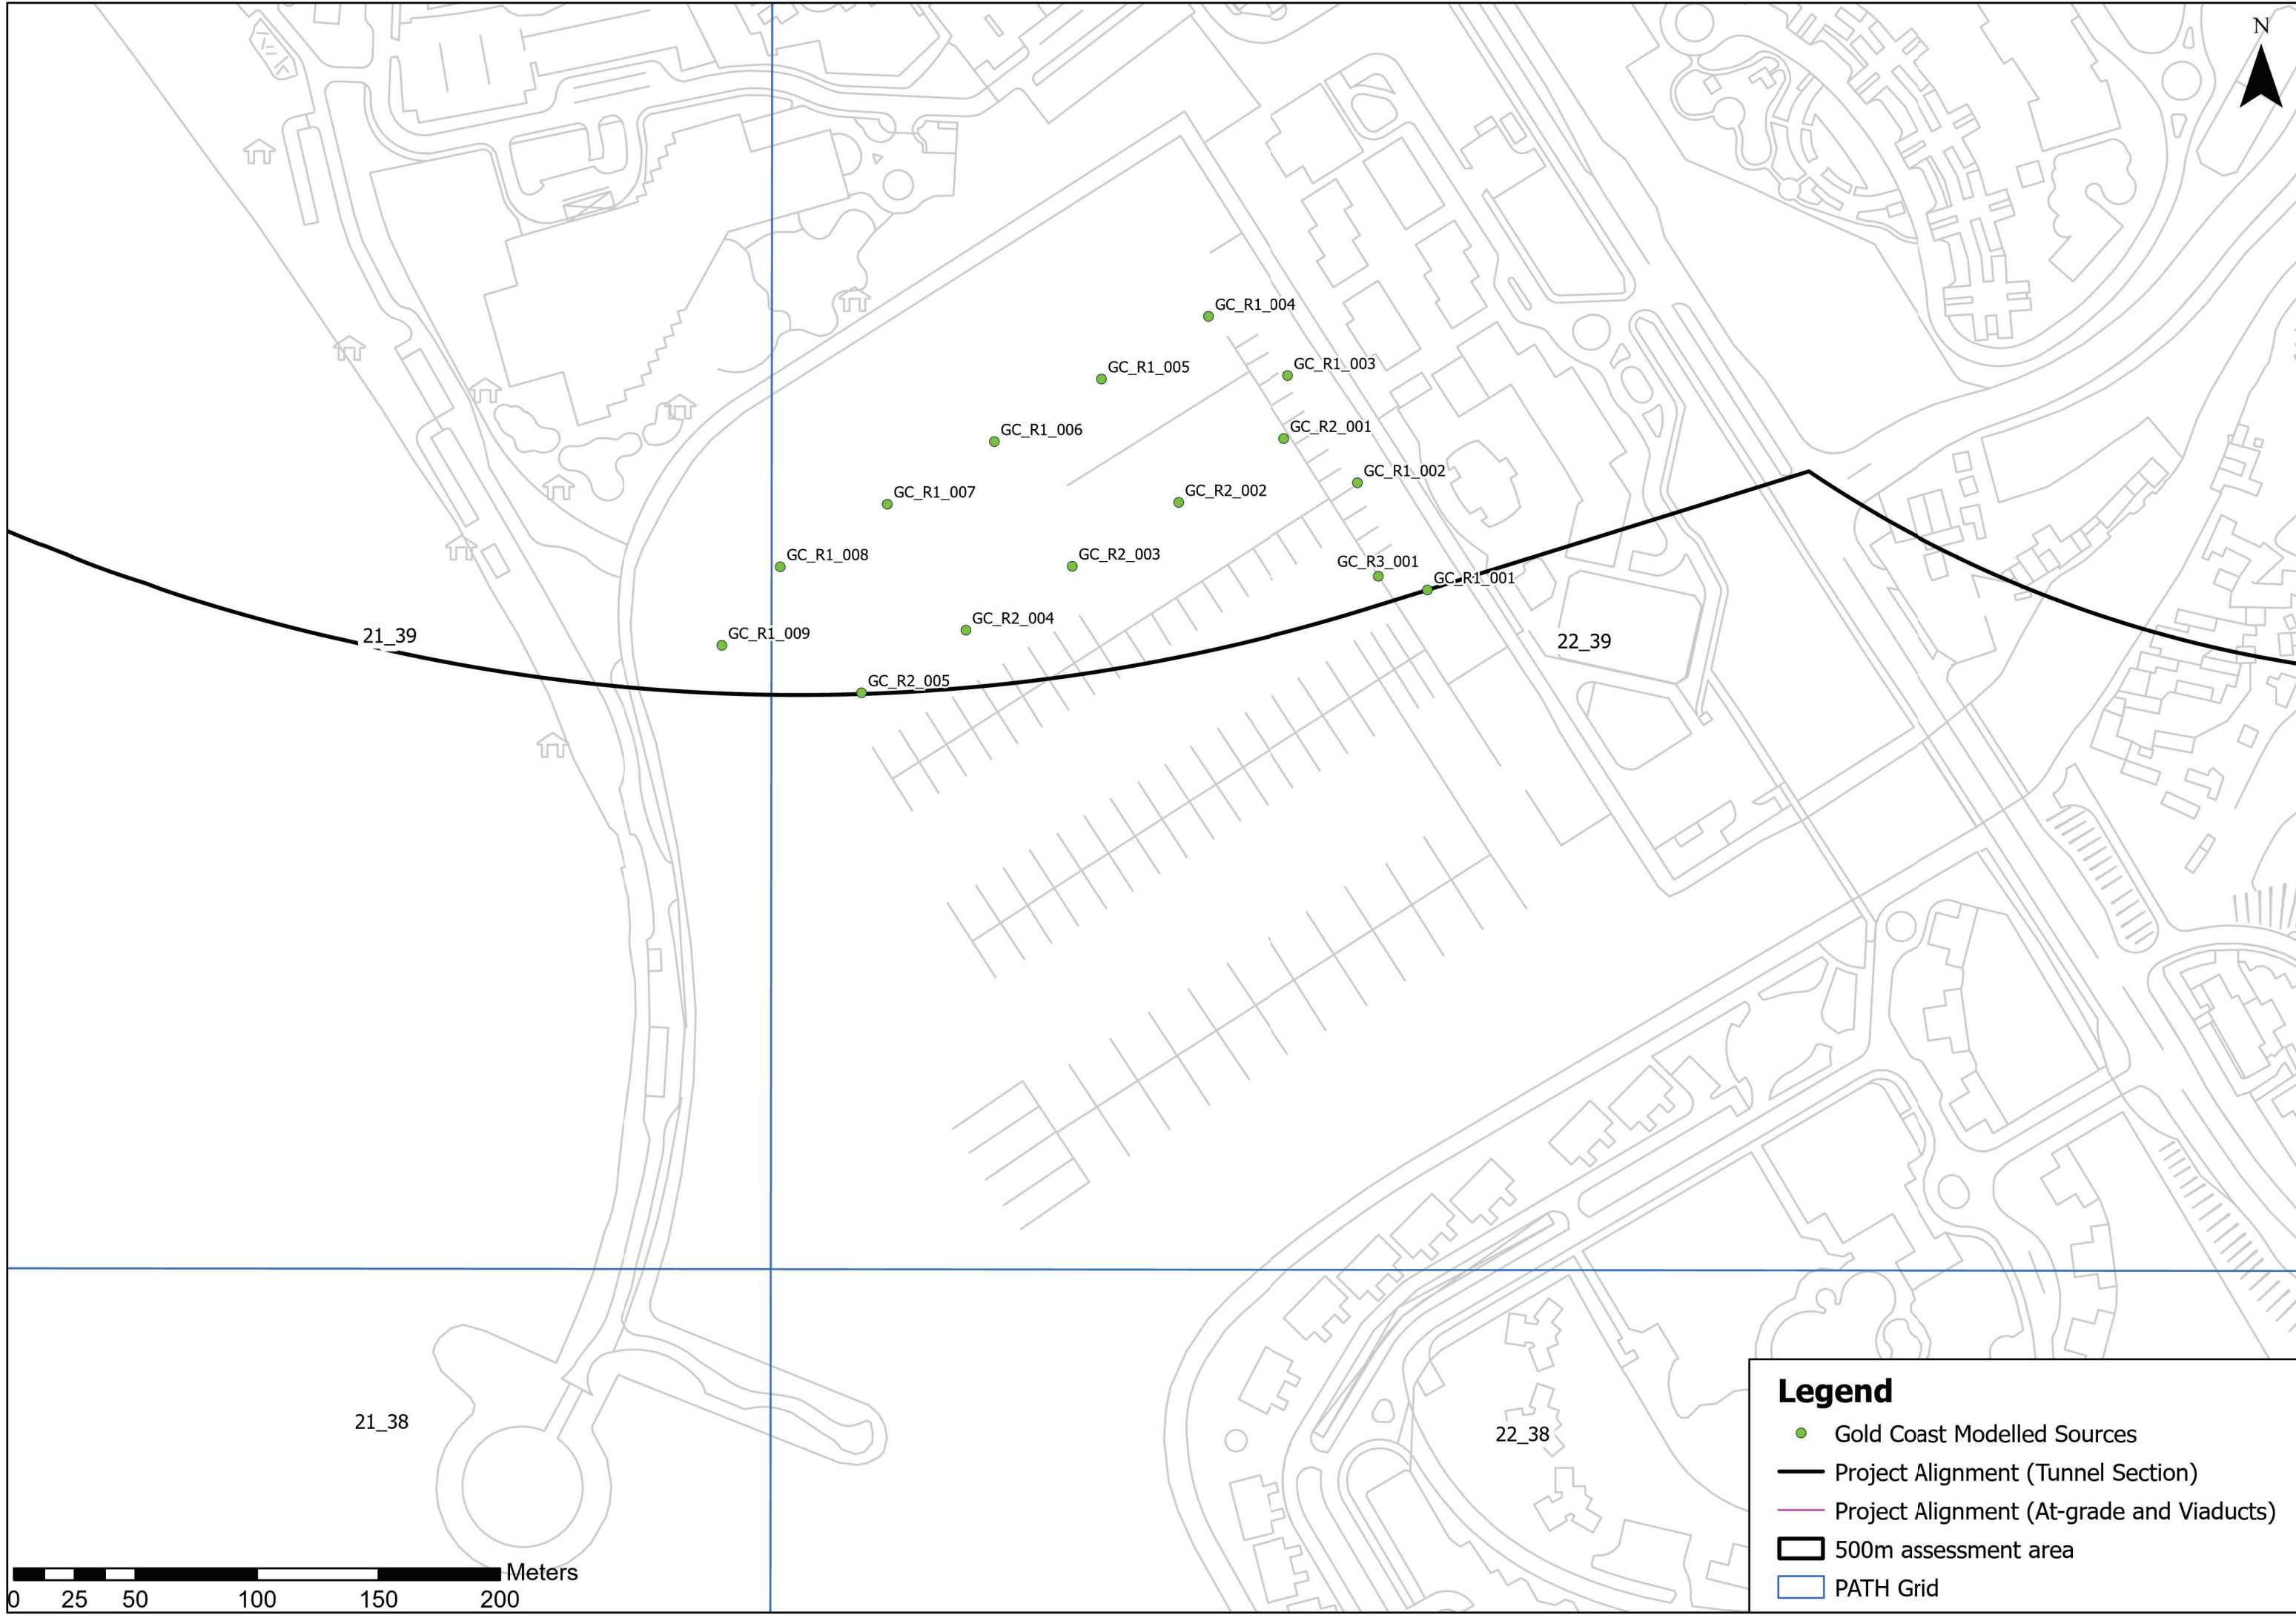 N
GC_R1_004
GC_R1_005
GC_R1_003
GC_R1_006
GC_R2_001
GC_R1_002
GC_R1_007
GC_R2_002
GC_R1_008
GC_R2_003
GC_R3_001
GC_R1_001
GC_R2_004
GC_R1_009
21_39
22_39
GC_R2_005
21_38
22_38
Legend
Gold Coast Modelled Sources
Project Alignment (Tunnel Section)
Project Alignment (At-grade and Viaducts)
500m assessment area
PATH Grid
Meters
0 25 50 100 150 200